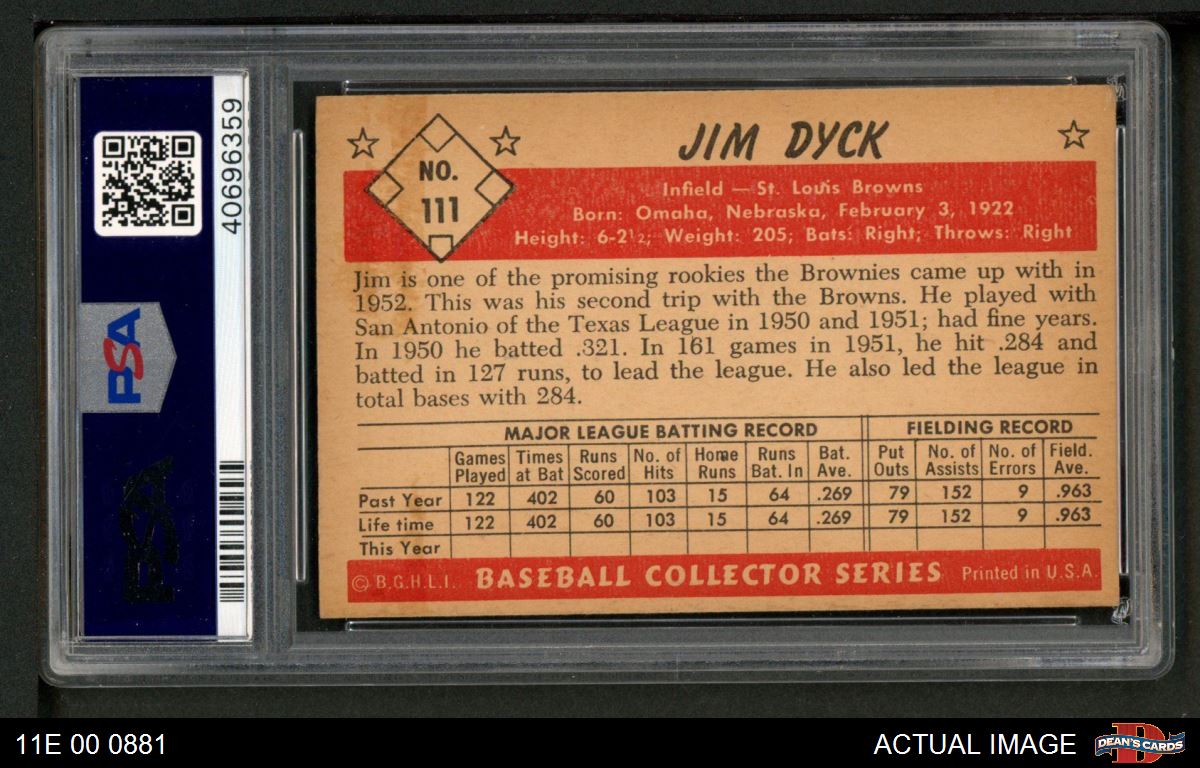 40696359
PSA
PSA
NO.
111
JIM DYCK
Infield — St. Louis Browns
Born: Omaha, Nebraska, February 3, 1922
Height: 6-2½; Weight: 205; Bats: Right; Throws: Right
Jim is one of the promising rookies the Brownies came up with in
1952. This was his second trip with the Browns. He played with
San Antonio of the Texas League in 1950 and 1951; had fine years.
In 1950 he batted .321. In 161 games in 1951, he hit .284 and
batted in 127 runs, to lead the league. He also led the league in
total bases with 284.
MAJOR LEAGUE BATTING RECORD FIELDING RECORD
Games Times Runs No. of Home Runs Bat. Put No. of No. of Field.
Played at Bat Scored Hits Runs Bat. In Ave. Outs Assists Errors Ave.
Past Year 122 402 60 103 15 64 .269 79 152 9 .963
Life time 122 402 60 103 15 64 .269 79 152 9 .963
This Year
© B.G.H.L.I. BASEBALL COLLECTOR SERIES Printed in U.S.A
11E 00 0881
ACTUAL IMAGE
D
DEAN'S CARDS